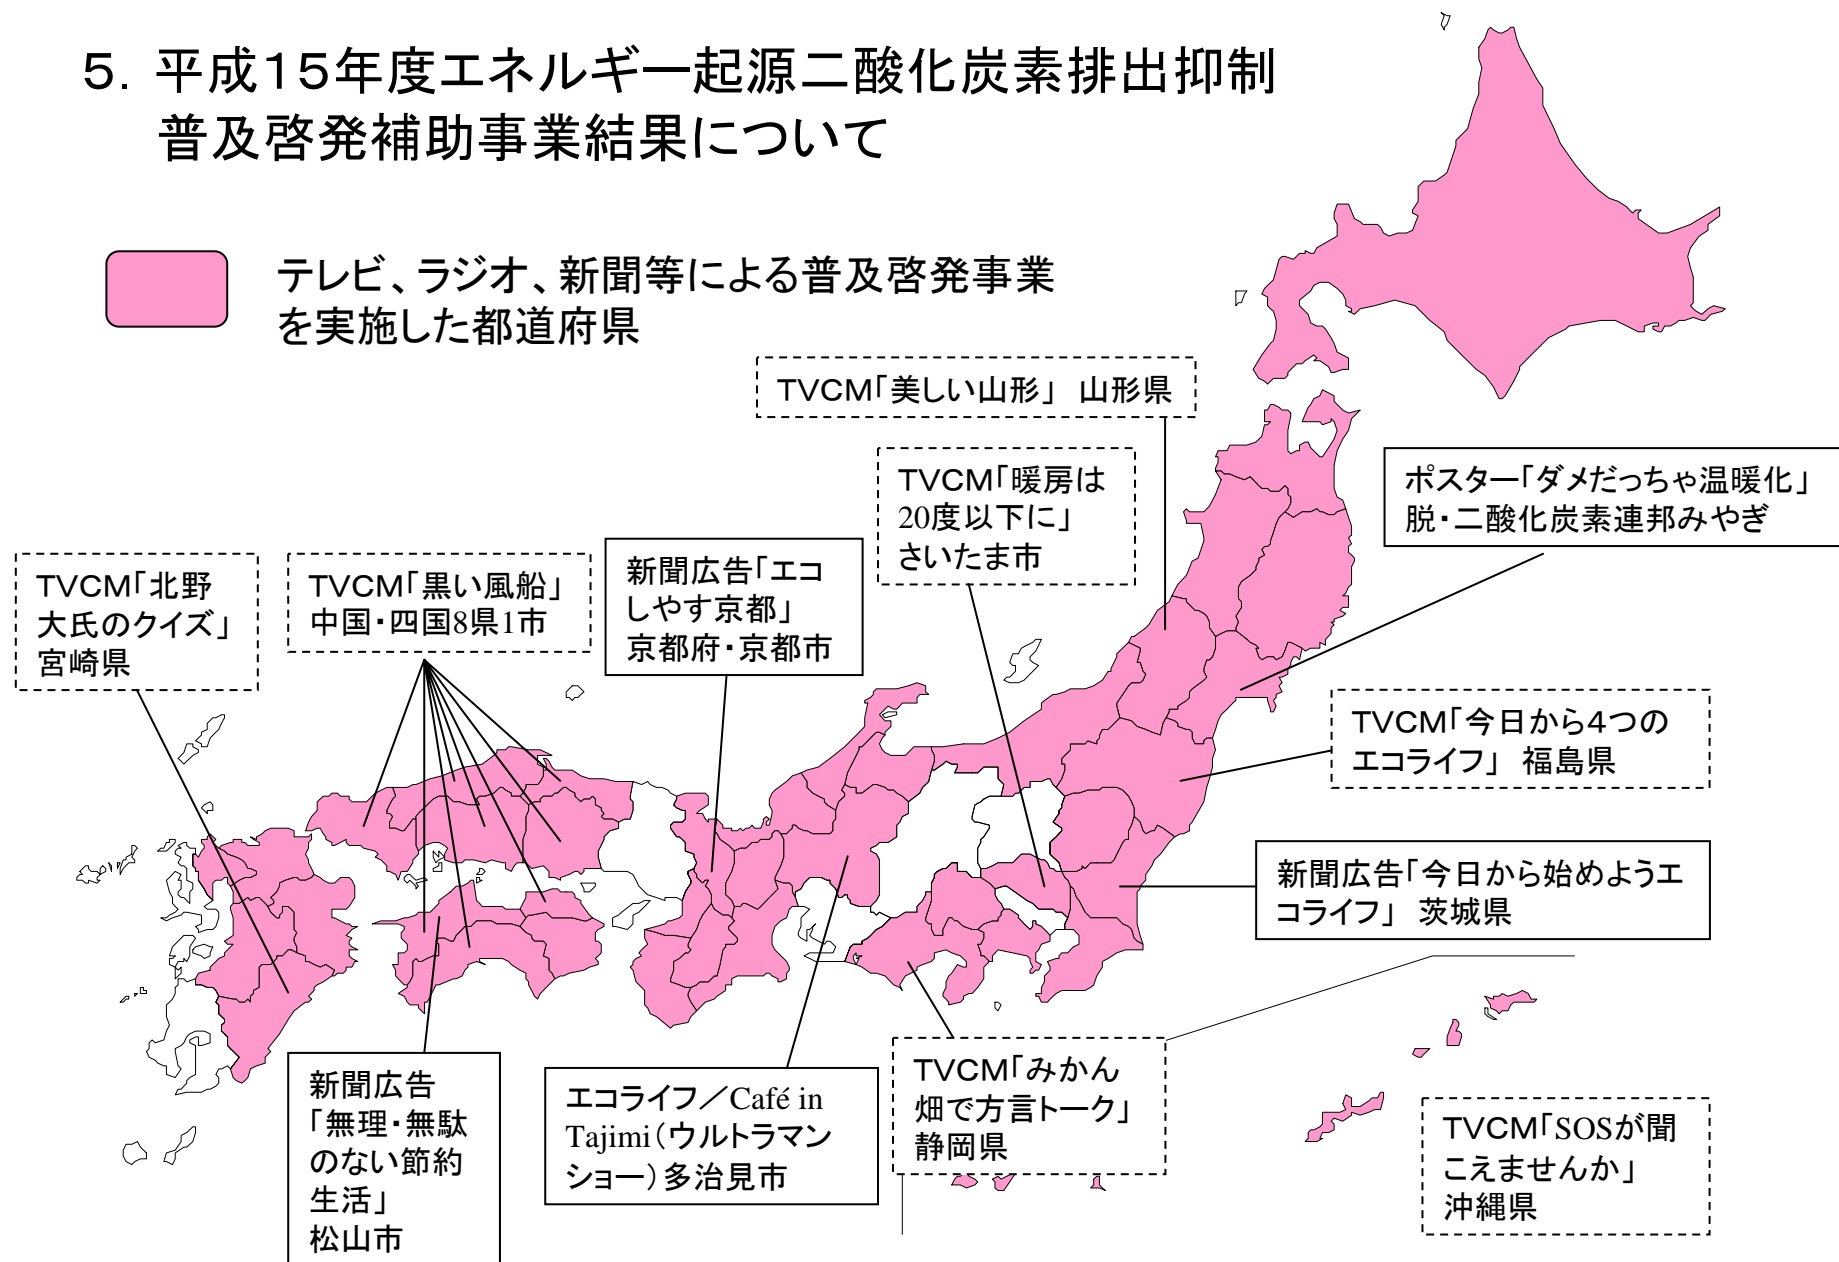 5．平成１５年度エネルギー起源二酸化炭素排出抑制
普及啓発補助事業結果について
テレビ、ラジオ、新聞等による普及啓発事業
を実施した都道府県
TVCM「美しい山形」 山形県
TVCM「暖房は
20度以下に」
さいたま市
ポスター「ダメだっちゃ温暖化」
脱・二酸化炭素連邦みやぎ
TVCM「北野
大氏のクイズ」
宮崎県
TVCM「黒い風船」
中国・四国8県1市
新聞広告「エコ
しやす京都」
京都府・京都市
TVCM「今日から４つの
エコライフ」 福島県
新聞広告「今日から始めようエ
コライフ」 茨城県
新聞広告
「無理・無駄
のない節約
生活」
松山市
エコライフ／Café in
Tajimi（ウルトラマン
ショー）多治見市
TVCM「みかん
畑で方言トーク」
静岡県
TVCM「SOSが聞
こえませんか」
沖縄県